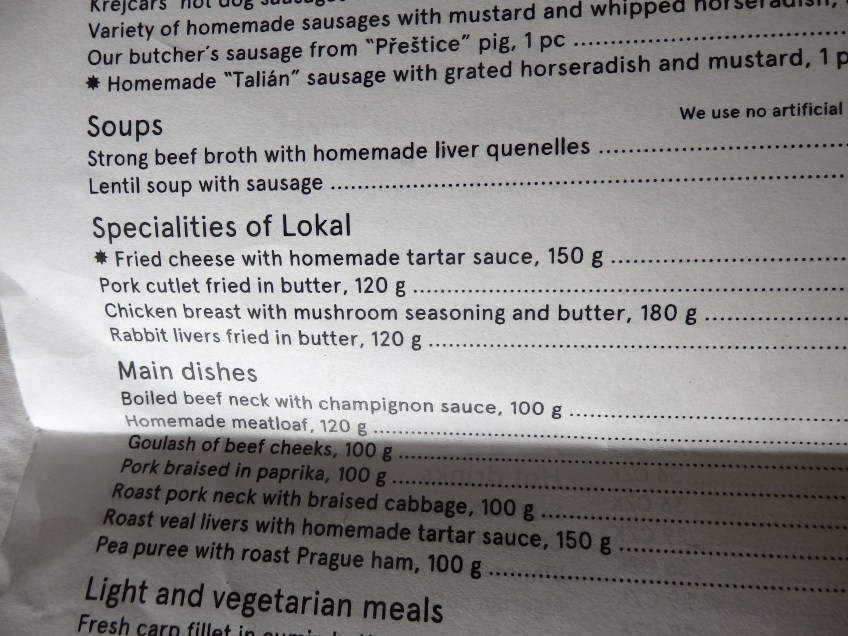 Krejcars' hot dog sausages
Variety of homemade sausages with mustard and whipped horseradish,
Our butcher´s sausage from “Přeštice” pig, 1 pc ..............................
✸ Homemade “Talián” sausage with grated horseradish and mustard, 1 p
We use no artificial
Soups
Strong beef broth with homemade liver quenelles ..............................
Lentil soup with sausage ..............................
Specialities of Lokal
✸ Fried cheese with homemade tartar sauce, 150 g ..............................
Pork cutlet fried in butter, 120 g ..............................
Chicken breast with mushroom seasoning and butter, 180 g ..............................
Rabbit livers fried in butter, 120 g ..............................
Main dishes
Boiled beef neck with champignon sauce, 100 g ..............................
Homemade meatloaf, 120 g ..............................
Goulash of beef cheeks, 100 g ..............................
Pork braised in paprika, 100 g ..............................
Roast pork neck with braised cabbage, 100 g ..............................
Roast veal livers with homemade tartar sauce, 150 g ..............................
Pea puree with roast Prague ham, 100 g ..............................
Light and vegetarian meals
Fresh carp fillet in